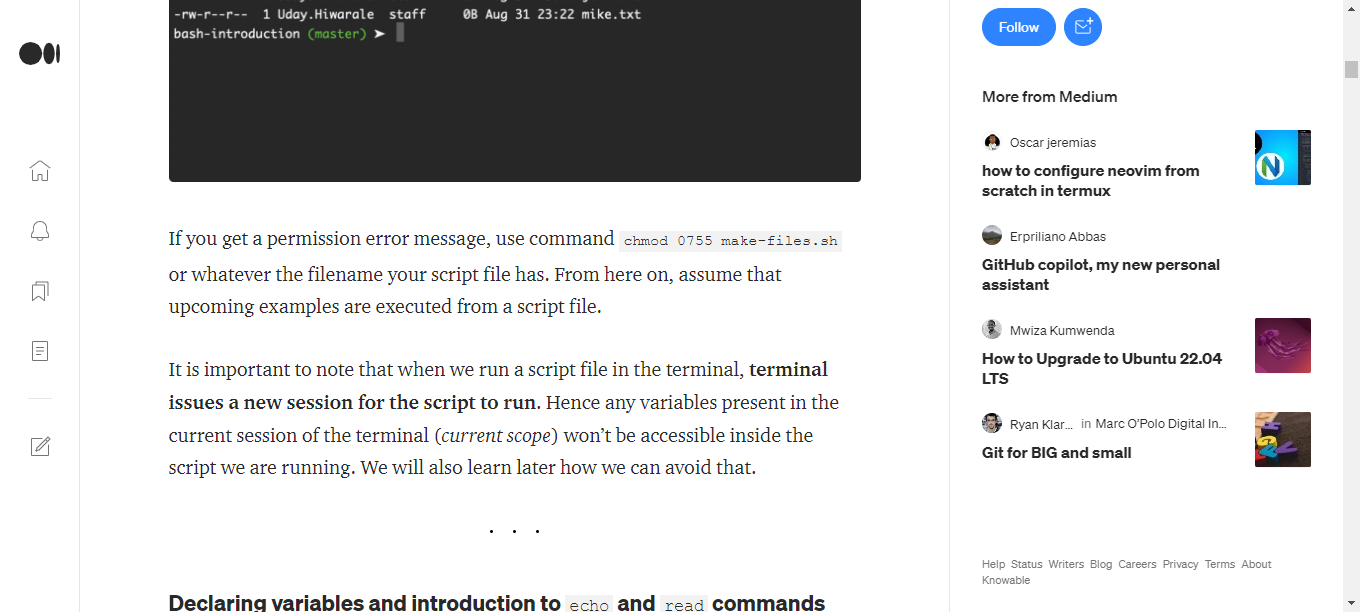 -rw-r--r-- 1 Uday.Hiwarale staff 0B Aug 31 23:22 mike.txt
bash-introduction (master) ➤
If you get a permission error message, use command chmod 0755 make-files.sh
or whatever the filename your script file has. From here on, assume that
upcoming examples are executed from a script file.
It is important to note that when we run a script file in the terminal, terminal
issues a new session for the script to run. Hence any variables present in the
current session of the terminal (current scope) won’t be accessible inside the
script we are running. We will also learn later how we can avoid that.
. . .
Declaring variables and introduction to echo and read commands
Follow
More from Medium
Oscar jeremias
how to configure neovim from
scratch in termux
Erpriliano Abbas
GitHub copilot, my new personal
assistant
Mwiza Kumwenda
How to Upgrade to Ubuntu 22.04
LTS
Ryan Klar... in Marc O’Polo Digital In...
Git for BIG and small
Help Status Writers Blog Careers Privacy Terms About
Knowable